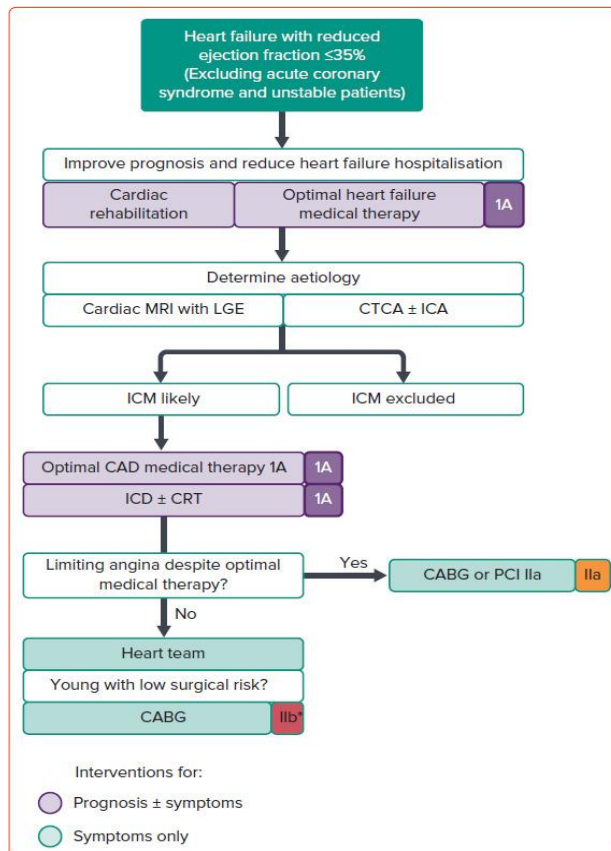 Heart failure with reduced
ejection fraction ≤35%
(Excluding acute coronary
syndrome and unstable patients)
Improve prognosis and reduce heart failure hospitalisation
Cardiac
rehabilitation
Optimal heart failure
medical therapy
1A
Determine aetiology
Cardiac MRI with LGE
CTCA ± ICA
ICM likely
ICM excluded
Optimal CAD medical therapy 1A
1A
ICD ± CRT
1A
Limiting angina despite optimal
medical therapy?
Yes
CABG or PCI IIa
IIa
No
Heart team
Young with low surgical risk?
CABG
IIb*
Interventions for:
Prognosis ± symptoms
Symptoms only